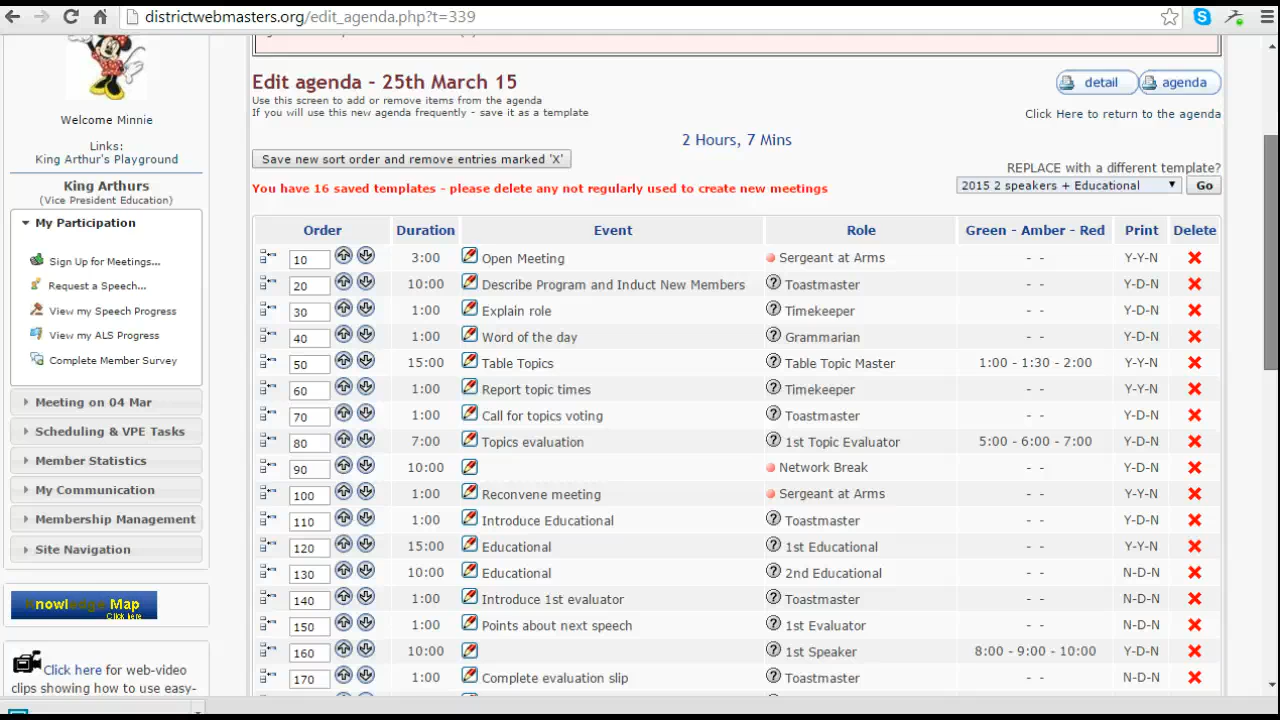 districtwebmasters.org/edit_agenda.php?t=339
Welcome Minnie
Links:
King Arthur's Playground
King Arthurs
(Vice President Education)
My Participation
Sign Up for Meetings...
Request a Speech...
View my Speech Progress
View my ALS Progress
Complete Member Survey
Meeting on 04 Mar
Scheduling & VPE Tasks
Member Statistics
My Communication
Membership Management
Site Navigation
Knowledge Map
Click here
Click here for web-video
clips showing how to use easy-
Edit agenda - 25th March 15
detail agenda
Use this screen to add or remove items from the agenda
If you will use this new agenda frequently - save it as a template
Click Here to return to the agenda
2 Hours, 7 Mins
Save new sort order and remove entries marked 'X'
REPLACE with a different template?
You have 16 saved templates - please delete any not regularly used to create new meetings
2015 2 speakers + Educational Go
Order Duration Event Role Green - Amber - Red Print Delete
10 3:00 Open Meeting Sergeant at Arms - - Y-Y-N
20 10:00 Describe Program and Induct New Members Toastmaster - - Y-D-N
30 1:00 Explain role Timekeeper - - Y-D-N
40 1:00 Word of the day Grammarian - - Y-D-N
50 15:00 Table Topics Table Topic Master 1:00 - 1:30 - 2:00 Y-Y-N
60 1:00 Report topic times Timekeeper - - Y-Y-N
70 1:00 Call for topics voting Toastmaster - - Y-D-N
80 7:00 Topics evaluation 1st Topic Evaluator 5:00 - 6:00 - 7:00 Y-D-N
90 10:00 Network Break - - Y-D-N
100 1:00 Reconvene meeting Sergeant at Arms - - Y-Y-N
110 1:00 Introduce Educational Toastmaster - - Y-D-N
120 15:00 Educational 1st Educational - - Y-Y-N
130 10:00 Educational 2nd Educational - - N-D-N
140 1:00 Introduce 1st evaluator Toastmaster - - N-D-N
150 1:00 Points about next speech 1st Evaluator - - N-D-N
160 10:00 1st Speaker 8:00 - 9:00 - 10:00 Y-D-N
170 1:00 Complete evaluation slip Toastmaster - - N-D-N